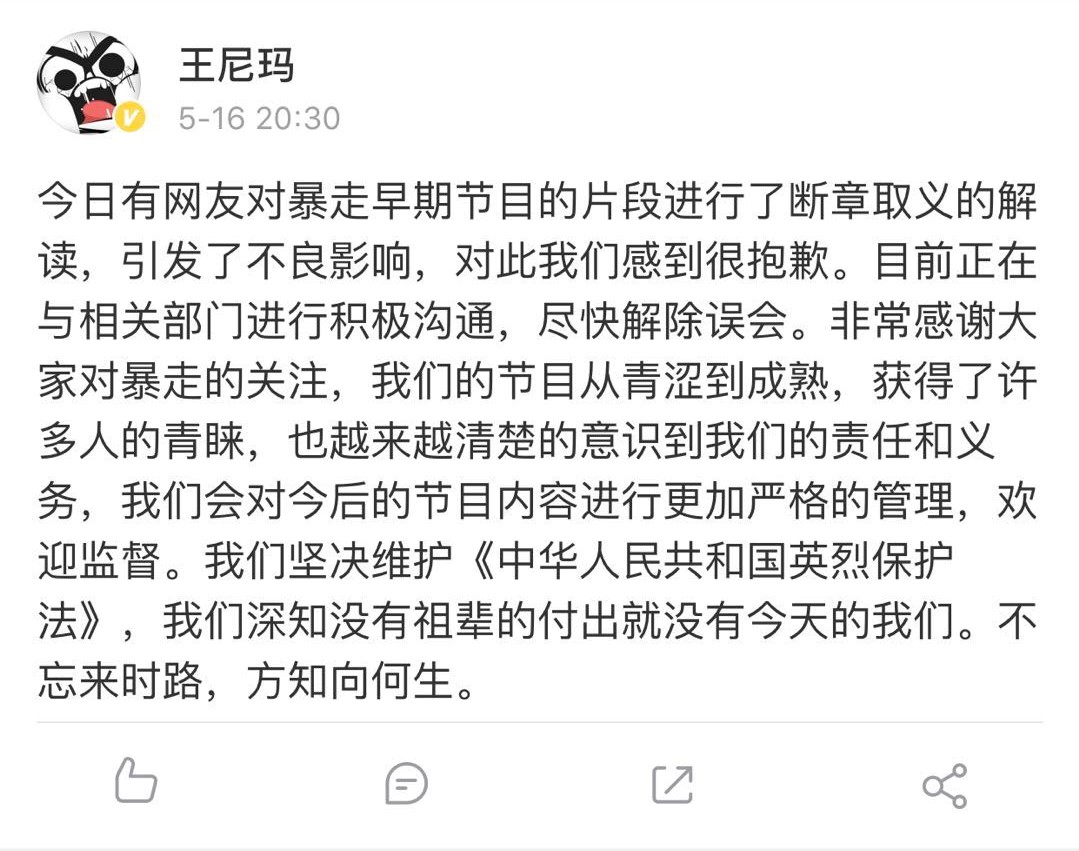 王尼玛
V
5-16 20:30
今日有网友对暴走早期节目的片段进行了断章取义的解
读，引发了不良影响，对此我们感到很抱歉。目前正在
与相关部门进行积极沟通，尽快解除误会。非常感谢大
家对暴走的关注，我们的节目从青涩到成熟，获得了许
多人的青睐，也越来越清楚的意识到我们的责任和义
务，我们会对今后的节目内容进行更加严格的管理，欢
迎监督。我们坚决维护《中华人民共和国英烈保护
法》，我们深知没有祖辈的付出就没有今天的我们。不
忘来时路，方知向何生。